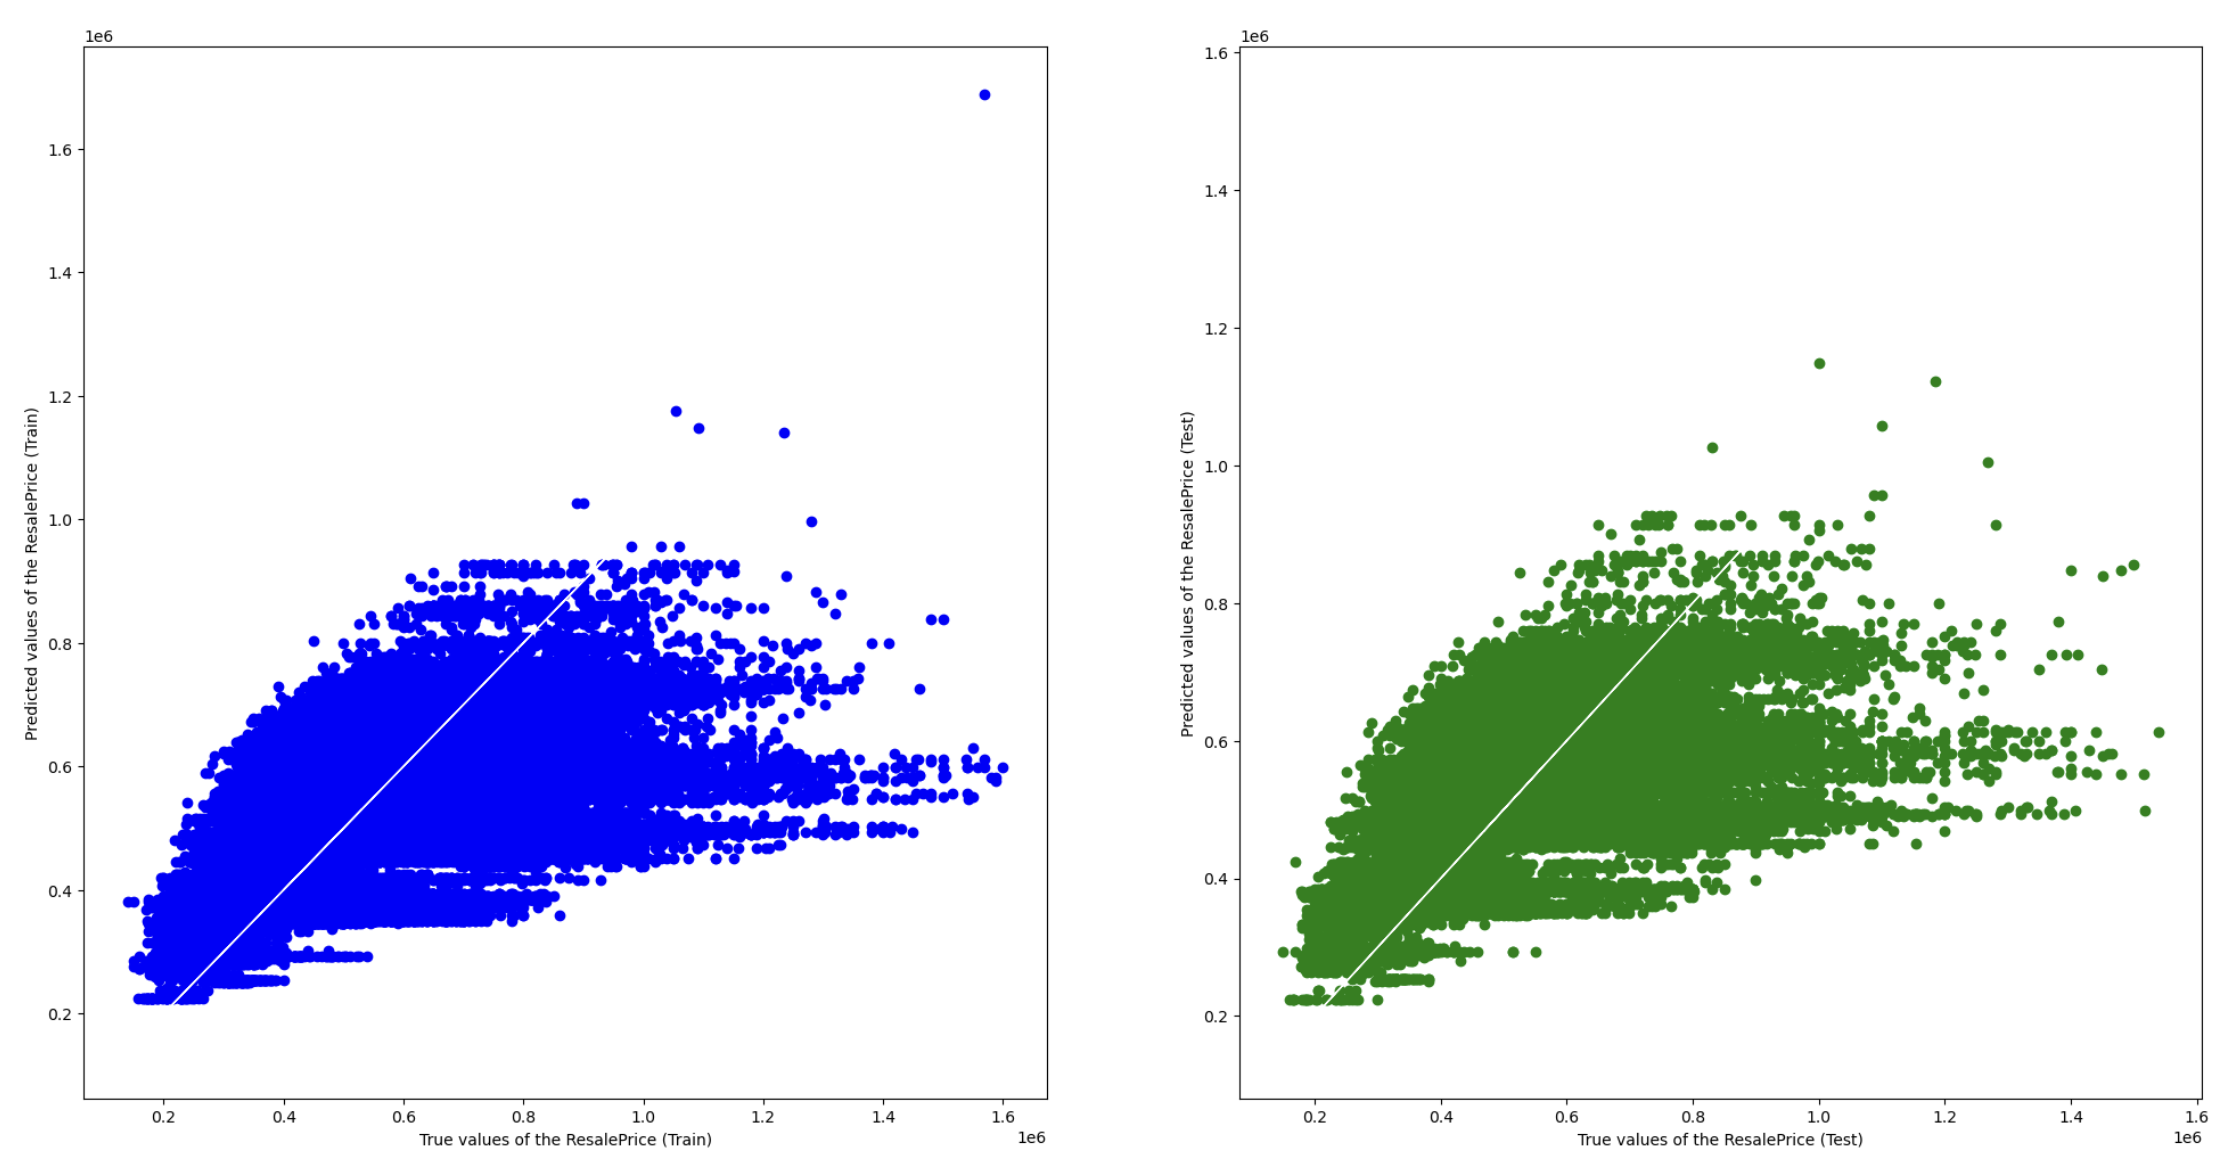 1e6
1.6
1.4
1.2
1.0
0.8
0.6
0.4
0.2
Predicted values of the ResalePrice (Train)
0.2 0.4 0.6 0.8 1.0 1.2 1.4 1.6
True values of the ResalePrice (Train)
1e6
1e6
1.6
1.4
1.2
1.0
0.8
0.6
0.4
0.2
Predicted values of the ResalePrice (Test)
0.2 0.4 0.6 0.8 1.0 1.2 1.4 1.6
True values of the ResalePrice (Test)
1e6